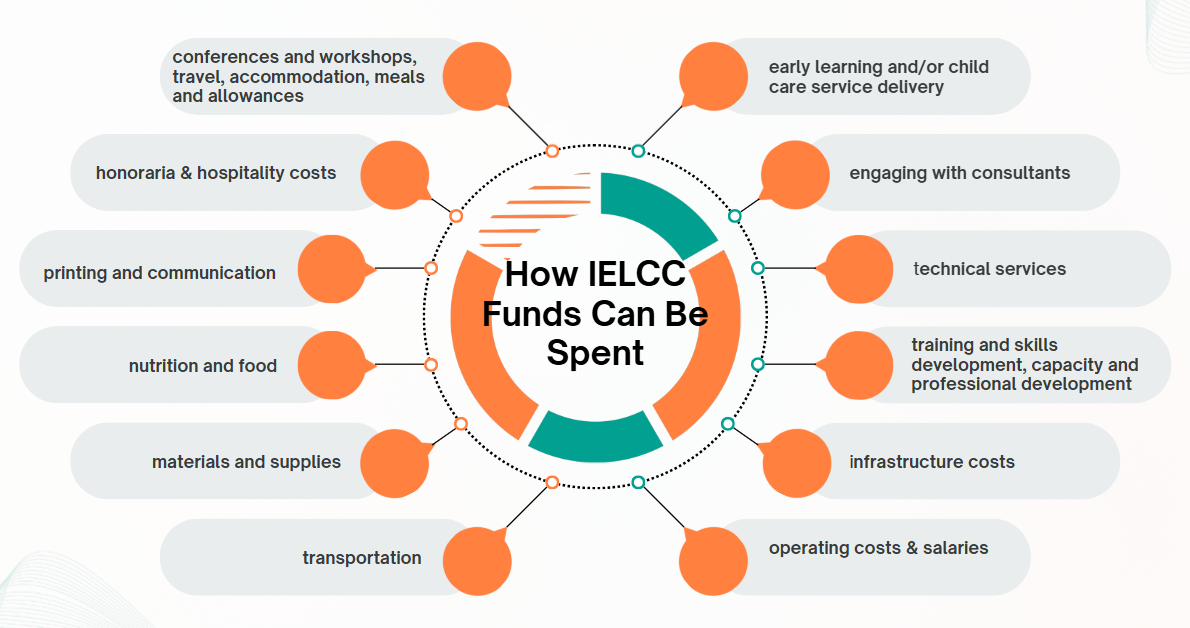 conferences and workshops,
travel, accommodation, meals
and allowances
honoraria & hospitality costs
printing and communication
nutrition and food
materials and supplies
transportation
How IELCC
Funds Can Be
Spent
early learning and/or child
care service delivery
engaging with consultants
technical services
training and skills
development, capacity and
professional development
infrastructure costs
operating costs & salaries